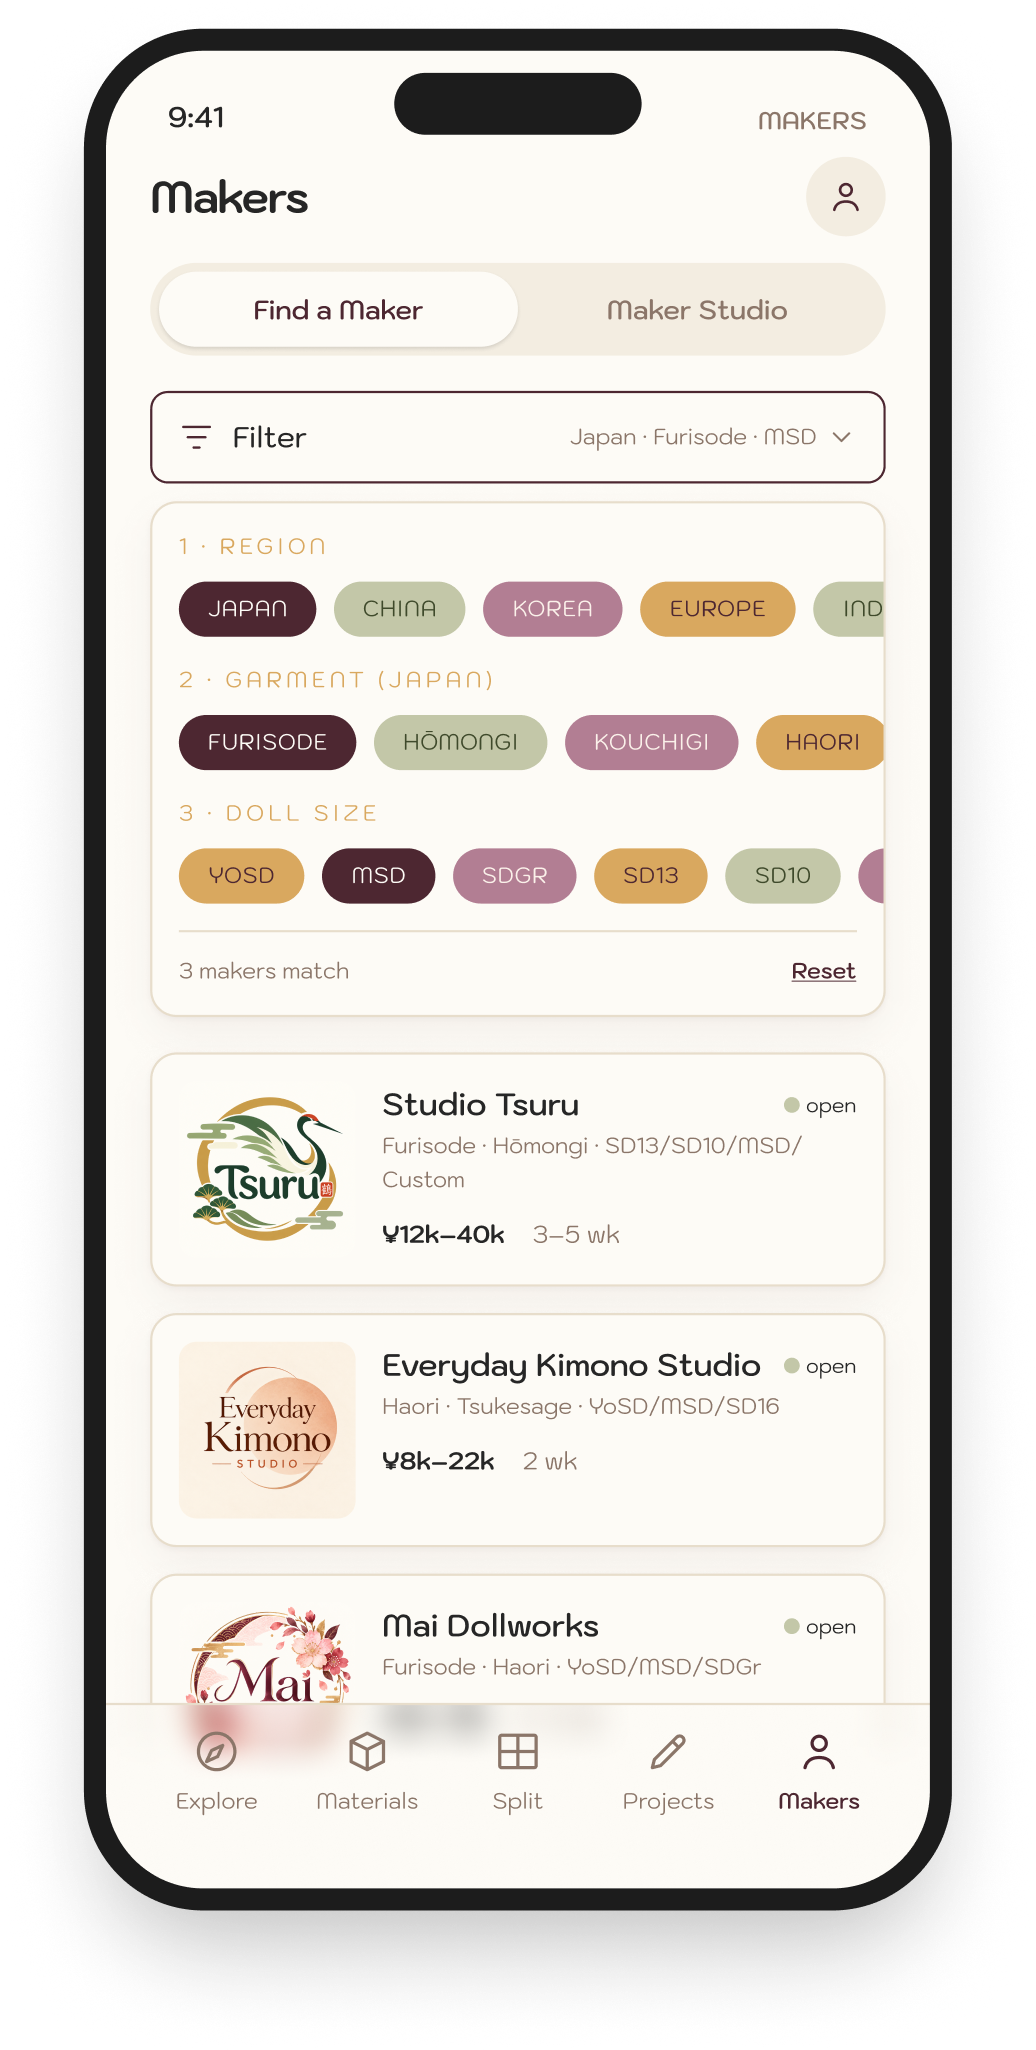 9:41
MAKERS
Makers
Find a Maker
Maker Studio
Filter
Japan · Furisode · MSD
1 · REGION
JAPAN
CHINA
KOREA
EUROPE
IND
2 · GARMENT (JAPAN)
FURISODE
HŌMONGI
KOUCHIGI
HAORI
3 · DOLL SIZE
YOSD
MSD
SDGR
SD13
SD10
3 makers match
Reset
Tsuru
鶴
Studio Tsuru
open
Furisode · Hōmongi · SD13/SD10/MSD/
Custom
¥12k–40k
3–5 wk
Everyday
Kimono
STUDIO
Everyday Kimono Studio
open
Haori · Tsukesage · YoSD/MSD/SD16
¥8k–22k
2 wk
Mai
Mai Dollworks
open
Furisode · Haori · YoSD/MSD/SDGr
Explore
Materials
Split
Projects
Makers